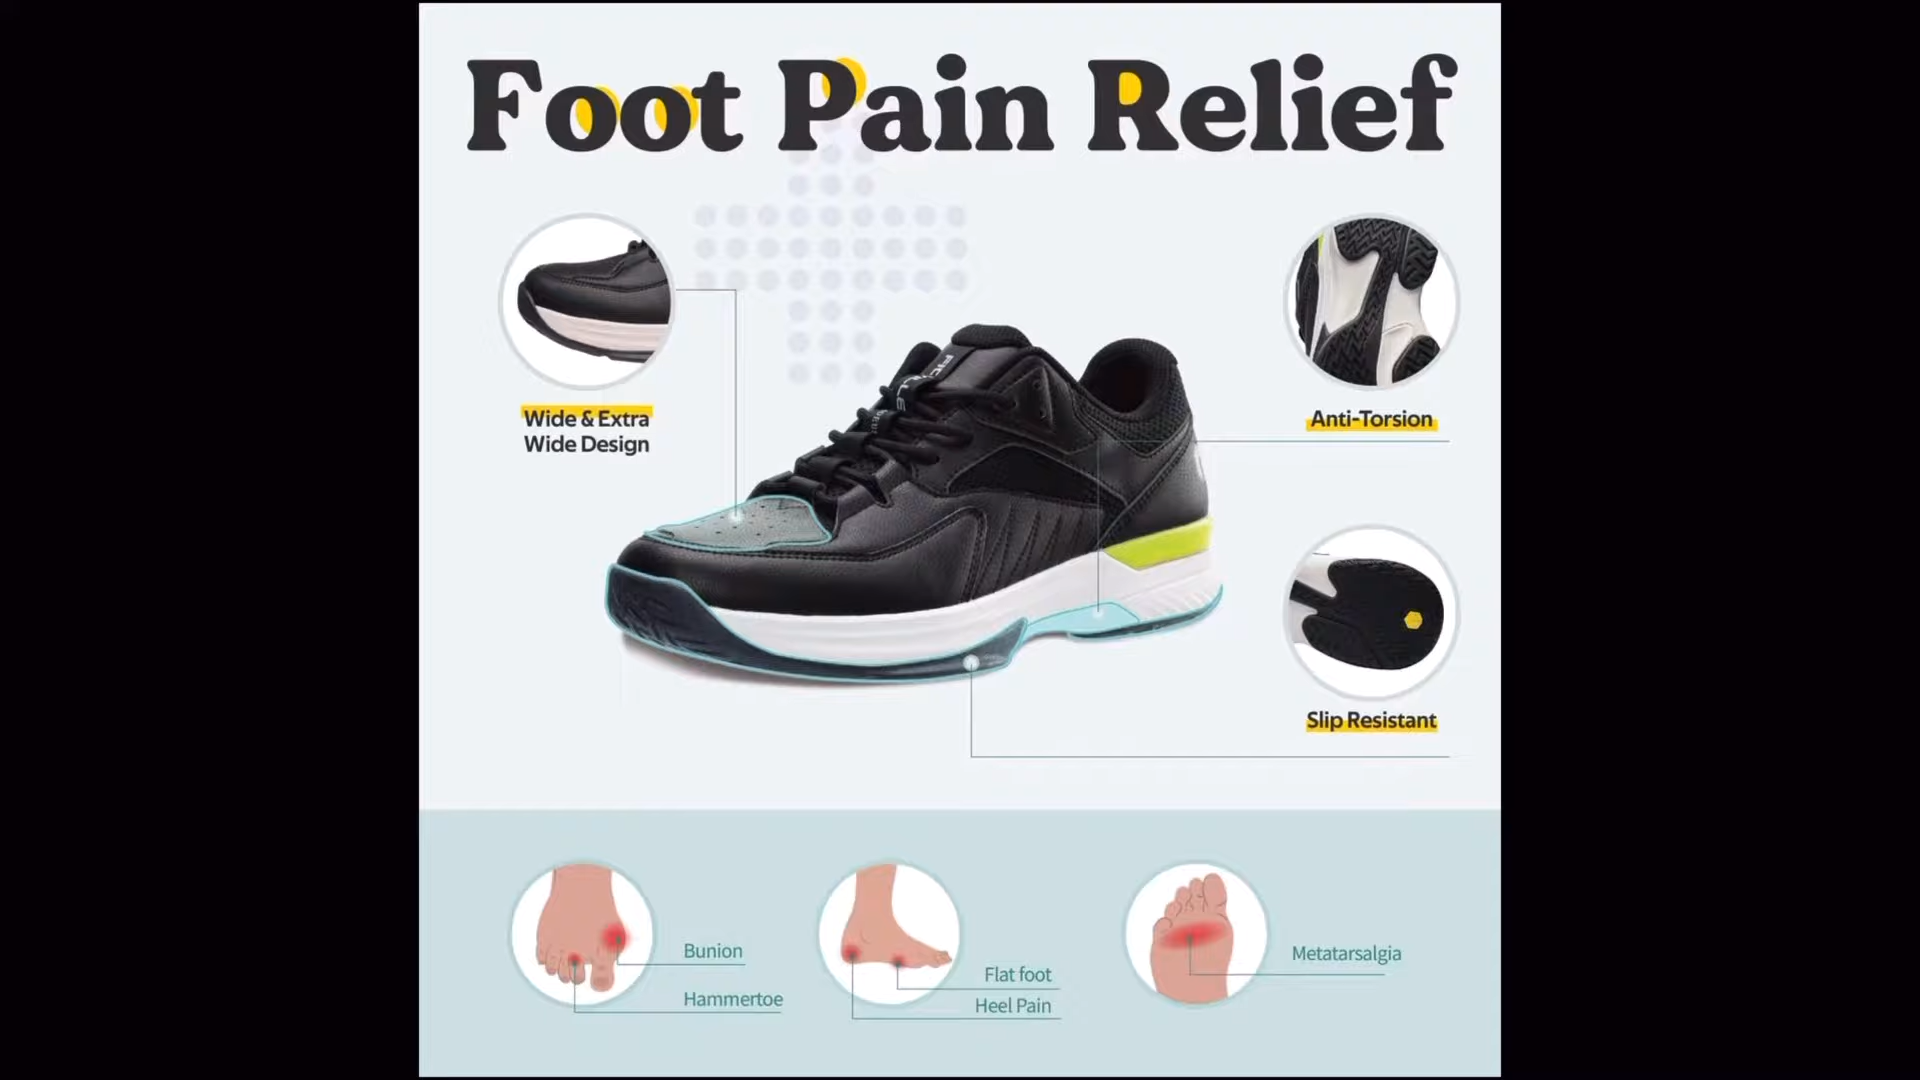 Foot Pain Relief
Wide & Extra
Wide Design
Anti-Torsion
Slip Resistant
Bunion
Hammertoe
Flat foot
Heel Pain
Metatarsalgia